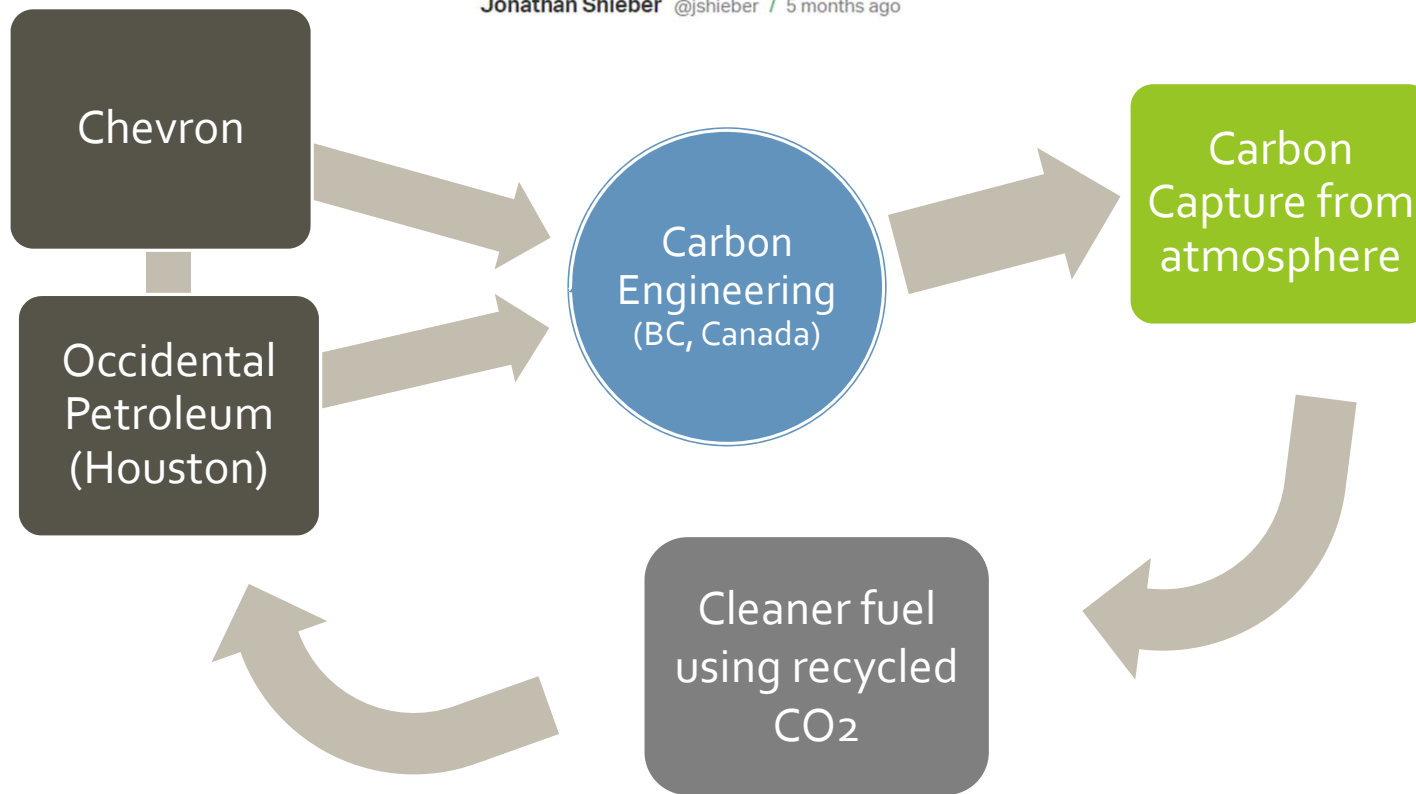 Jonathan Shieber @jshieber / 5 months ago
Chevron
Occidental
Petroleum
(Houston)
Carbon
Engineering
(BC, Canada)
Carbon
Capture from
atmosphere
Cleaner fuel
using recycled
CO2